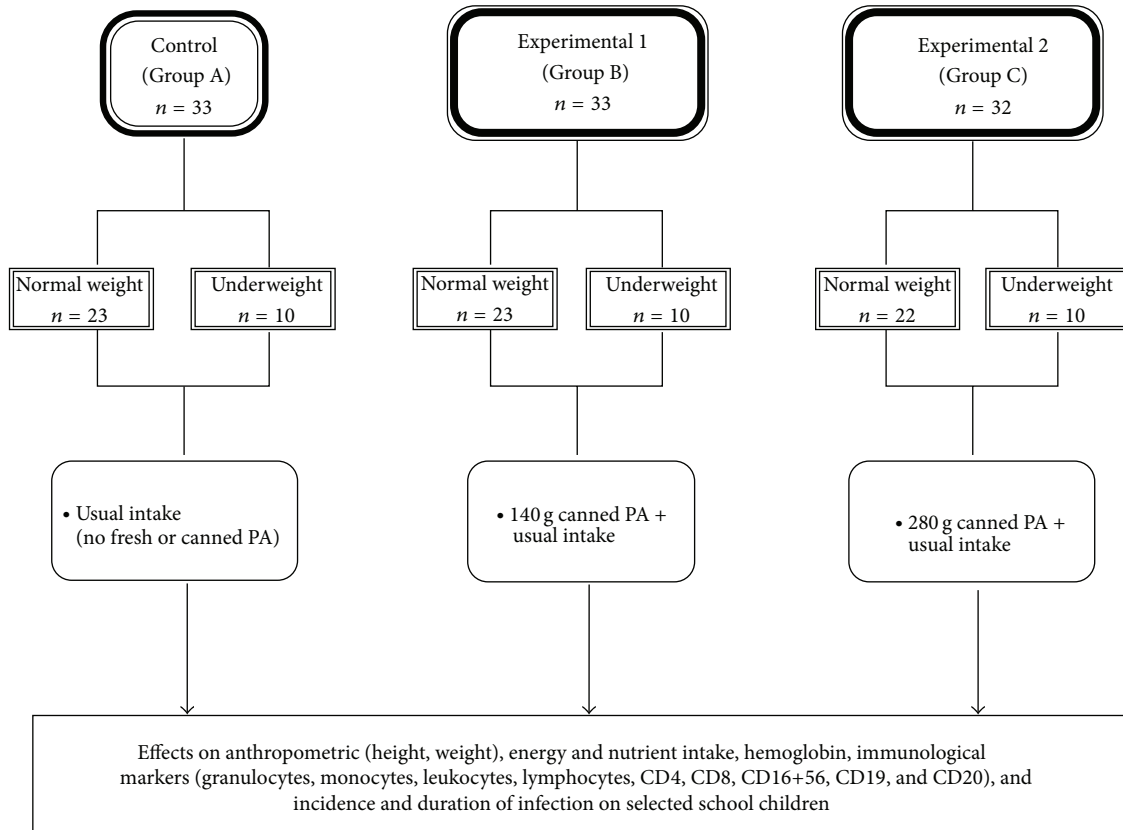 Control
(Group A)
n = 33
Experimental 1
(Group B)
n = 33
Experimental 2
(Group C)
n = 32
Normal weight
n = 23
Underweight
n = 10
Normal weight
n = 23
Underweight
n = 10
Normal weight
n = 22
Underweight
n = 10
• Usual intake
(no fresh or canned PA)
• 140 g canned PA +
usual intake
• 280 g canned PA +
usual intake
Effects on anthropometric (height, weight), energy and nutrient intake, hemoglobin, immunological
markers (granulocytes, monocytes, leukocytes, lymphocytes, CD4, CD8, CD16+56, CD19, and CD20), and
incidence and duration of infection on selected school children